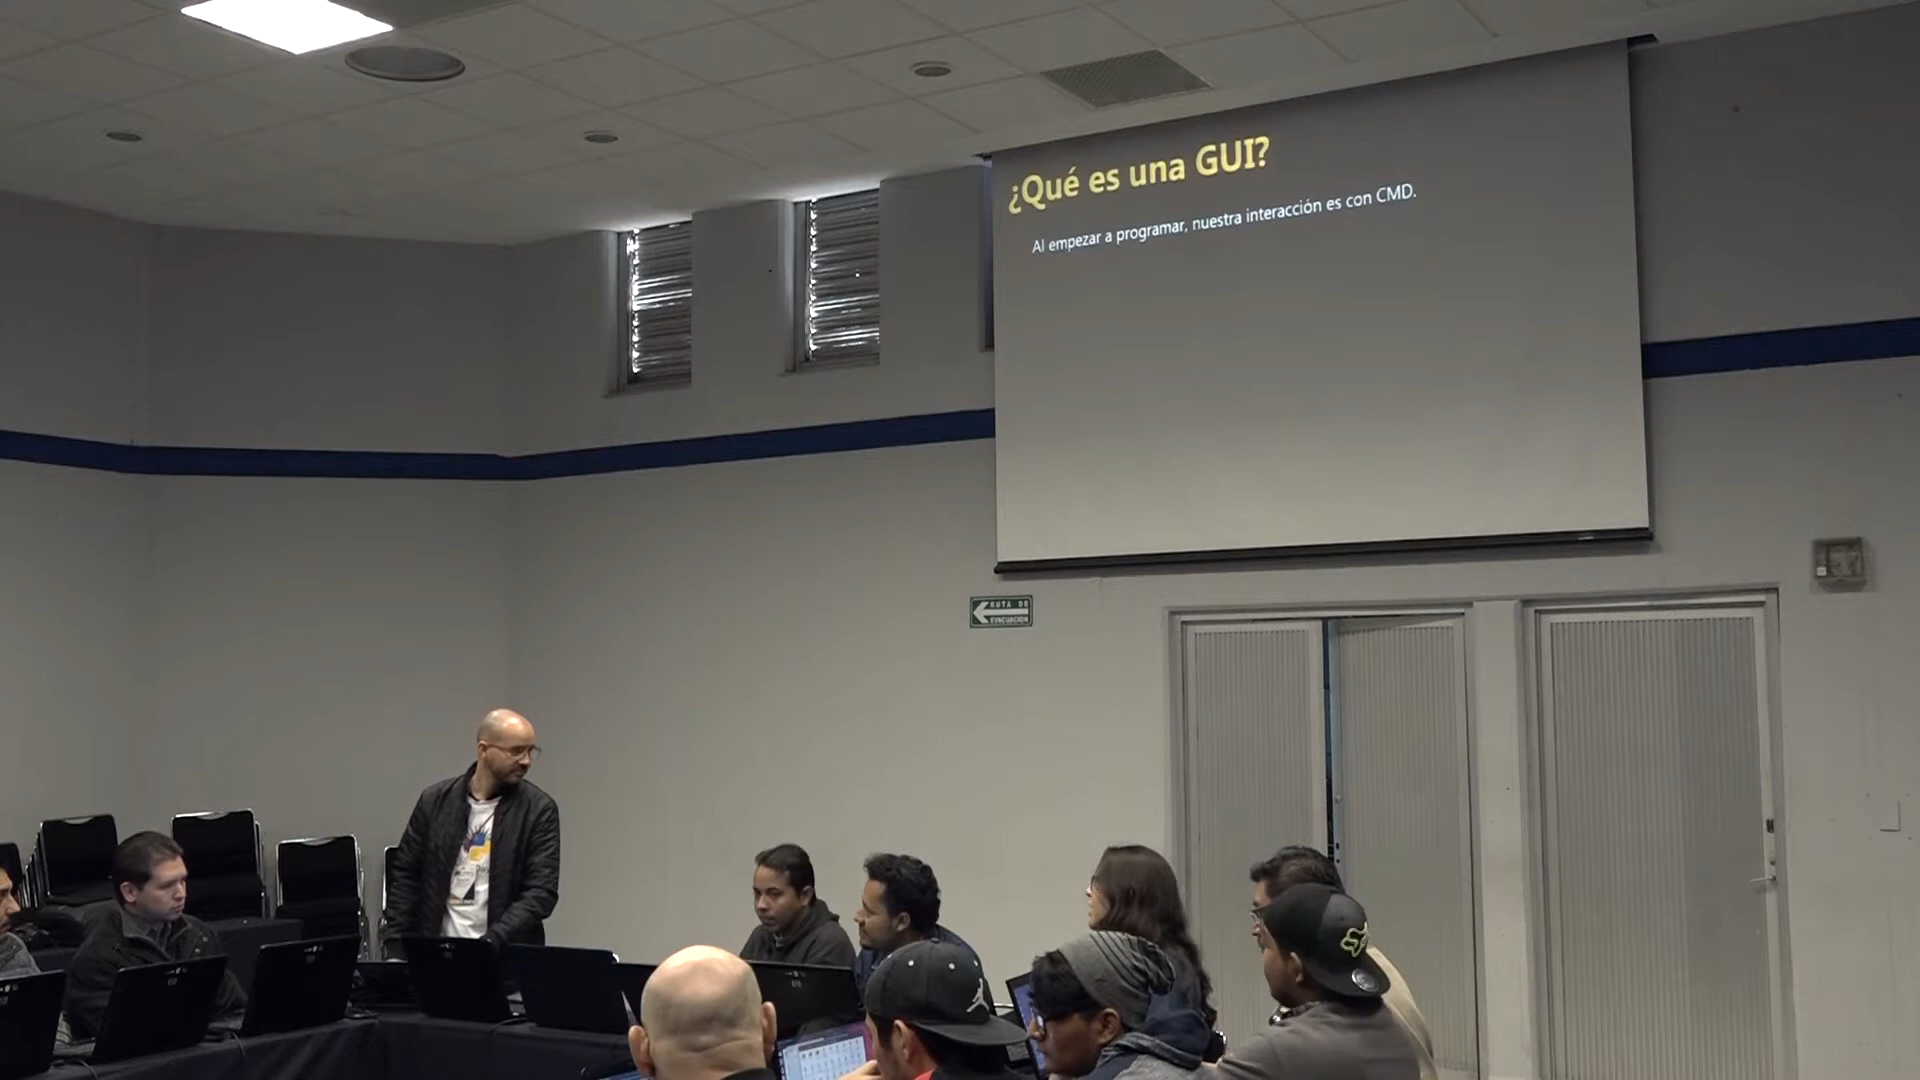 ¿Qué es una GUI?
Al empezar a programar, nuestra interacción es con CMD.
RUTA DE
EVACUACIÓN